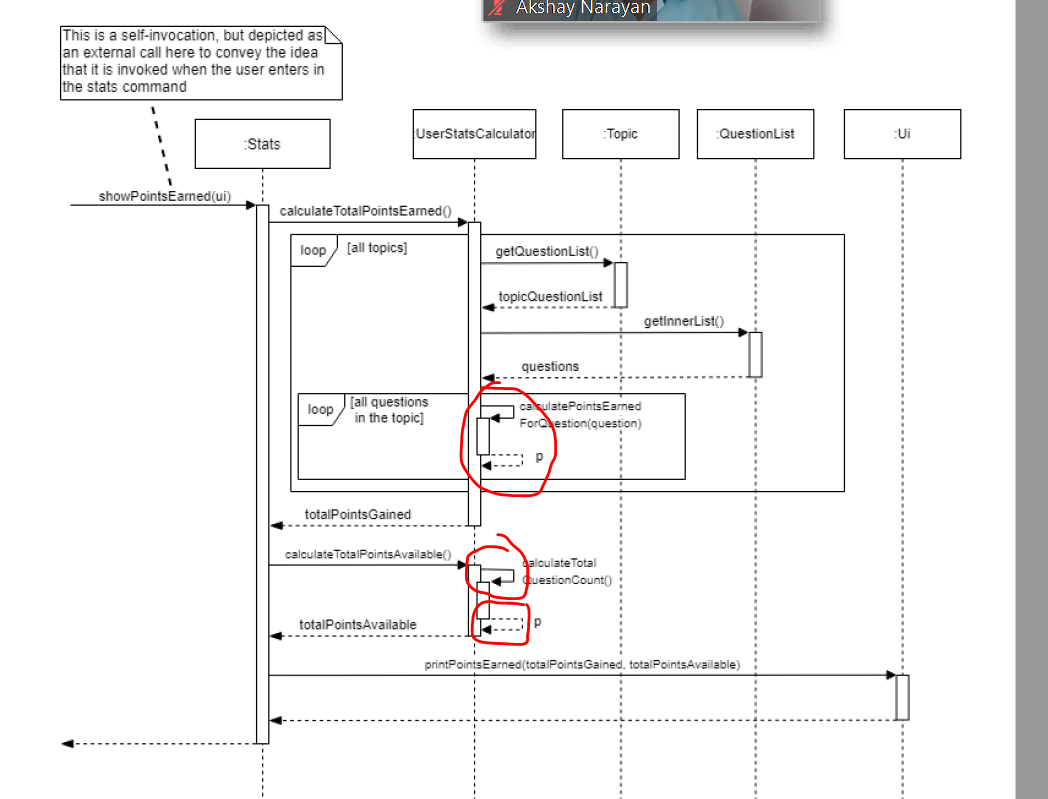 Akshay Narayan
This is a self-invocation, but depicted as
an external call here to convey the idea
that it is invoked when the user enters in
the stats command
:Stats
:UserStatsCalculator
:Topic
:QuestionList
:Ui
showPointsEarned(ui)
calculateTotalPointsEarned()
loop
[all topics]
getQuestionList()
topicQuestionList
getInnerList()
questions
loop
[all questions
in the topic]
calculatePointsEarned
ForQuestion(question)
p
totalPointsGained
calculateTotalPointsAvailable()
calculateTotal
QuestionCount()
p
totalPointsAvailable
printPointsEarned(totalPointsGained, totalPointsAvailable)